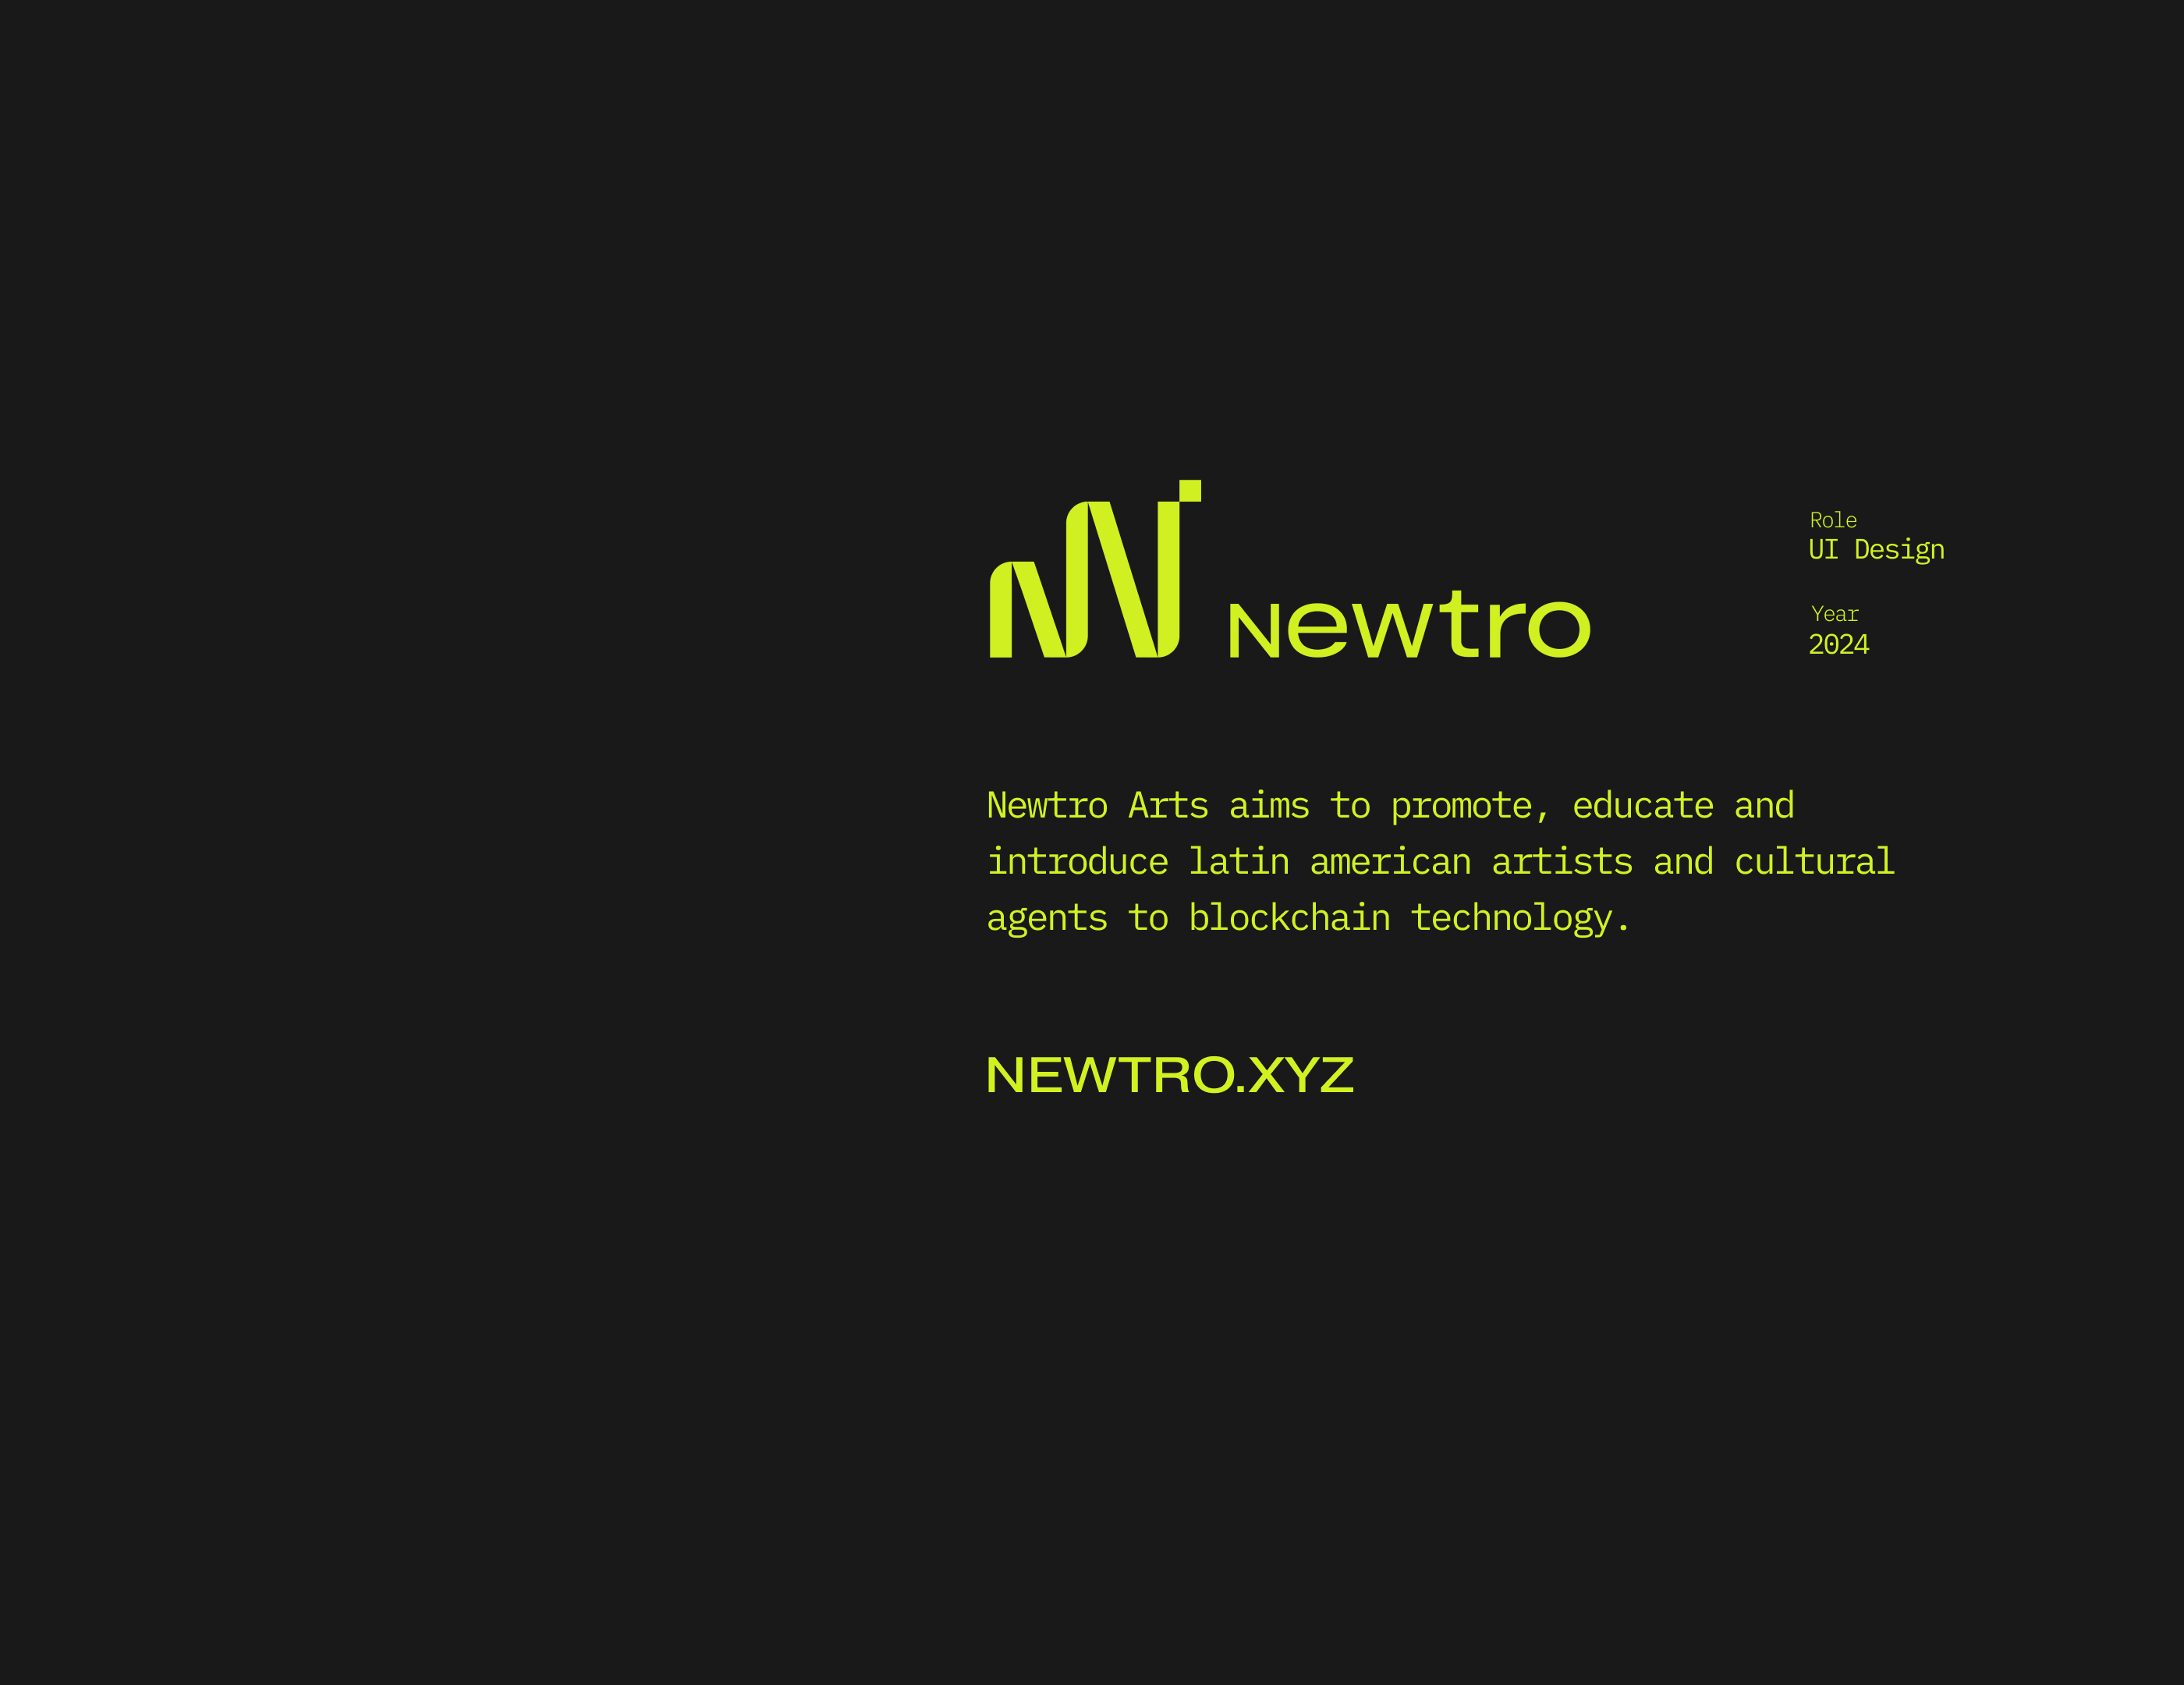 Newtro
Role
UI Design
Year
2024
Newtro Arts aims to promote, educate and
introduce latin american artists and cultural
agents to blockchain technology.
NEWTRO.XYZ